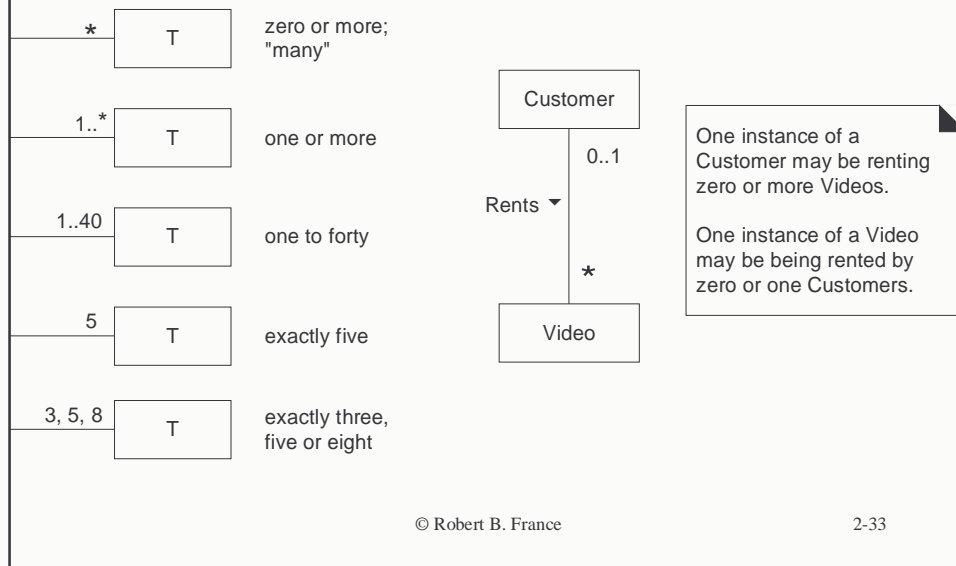 *
T
zero or more;
"many"
1..*
T
one or more
1..40
T
one to forty
5
T
exactly five
3, 5, 8
T
exactly three,
five or eight
Customer
0..1
Rents
*
Video
One instance of a
Customer may be renting
zero or more Videos.
One instance of a Video
may be being rented by
zero or one Customers.
© Robert B. France
2-33